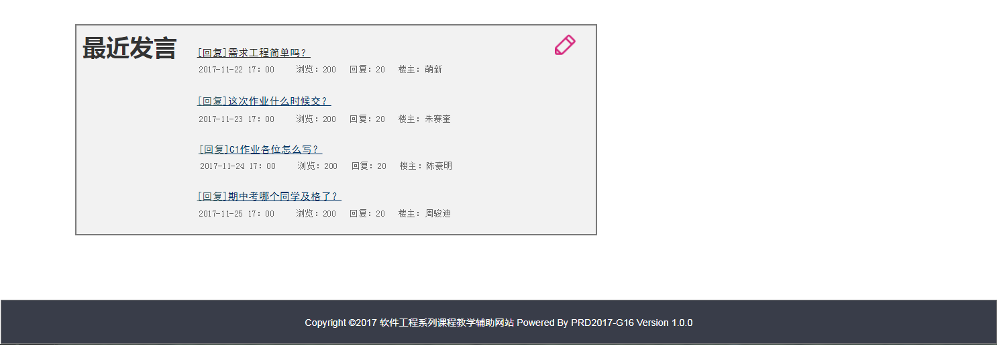 最近发言
[回复]需求工程简单吗？
2017-11-22 17：00 浏览：200 回复：20 楼主：萌新
[回复]这次作业什么时候交？
2017-11-23 17：00 浏览：200 回复：20 楼主：朱赛奎
[回复]C1作业各位怎么写？
2017-11-24 17：00 浏览：200 回复：20 楼主：陈豪明
[回复]期中考哪个同学及格了？
2017-11-25 17：00 浏览：200 回复：20 楼主：周骏迪
Copyright ©2017 软件工程系列课程教学辅助网站 Powered By PRD2017-G16 Version 1.0.0